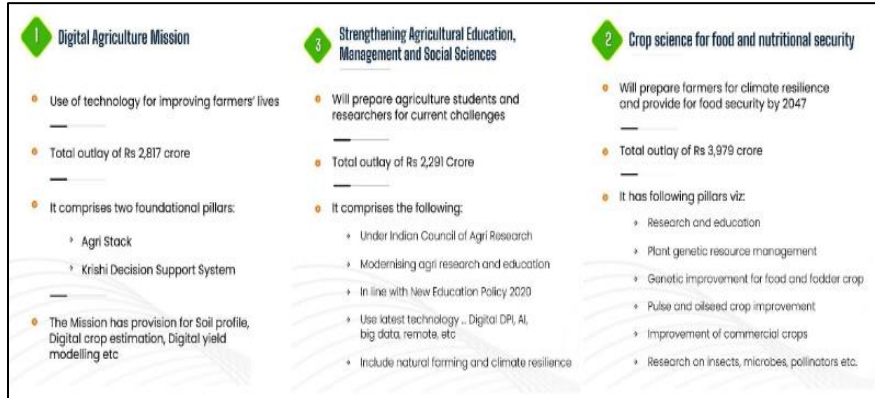 1
Digital Agriculture Mission
Use of technology for improving farmers' lives
Total outlay of Rs 2,817 crore
It comprises two foundational pillars:
Agri Stack
Krishi Decision Support System
The Mission has provision for Soil profile,
Digital crop estimation, Digital yield
modelling etc
3
Strengthening Agricultural Education,
Management and Social Sciences
Will prepare agriculture students and
researchers for current challenges
Total outlay of Rs 2,291 Crore
It comprises the following:
Under Indian Council of Agri Research
Modernising agri research and education
In line with New Education Policy 2020
Use latest technology ... Digital DPI, AI,
big data, remote, etc
Include natural farming and climate resilience
2
Crop science for food and nutritional security
Will prepare farmers for climate resilience
and provide for food security by 2047
Total outlay of Rs 3,979 crore
It has following pillars viz:
Research and education
Plant genetic resource management
Genetic improvement for food and fodder crop
Pulse and oilseed crop improvement
Improvement of commercial crops
Research on insects, microbes, pollinators etc.